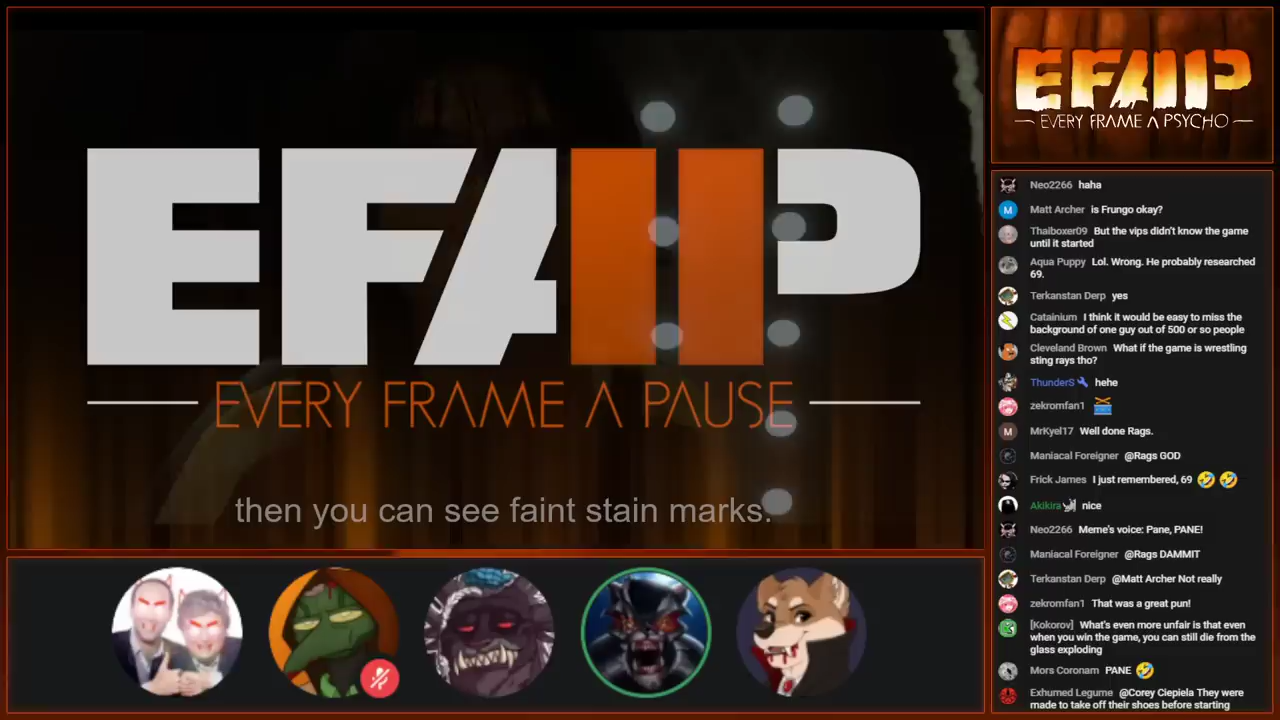 EFAP
EVERY FRAME A PAUSE
then you can see faint stain marks.
EFAP
EVERY FRAME A PSYCHO
Neo2266 haha
M Matt Archer is Frungo okay?
Thaiboxer09 But the vips didn't know the game
until it started
Aqua Puppy Lol. Wrong. He probably researched
69.
Terkanstan Derp yes
Catainium I think it would be easy to miss the
background of one guy out of 500 or so people
Cleveland Brown What if the game is wrestling
sting rays tho?
ThunderS hehe
zekromfan1
M MrKyel17 Well done Rags.
Maniacal Foreigner @Rags GOD
Frick James I just remembered, 69 🤣 🤣
Akikira nice
Neo2266 Meme's voice: Pane, PANE!
Maniacal Foreigner @Rags DAMMIT
Terkanstan Derp @Matt Archer Not really
zekromfan1 That was a great pun!
[Kokorov] What's even more unfair is that even
when you win the game, you can still die from the
glass exploding
Mors Coronam PANE 🤣
Exhumed Legume @Corey Ciepiela They were
made to take off their shoes before starting